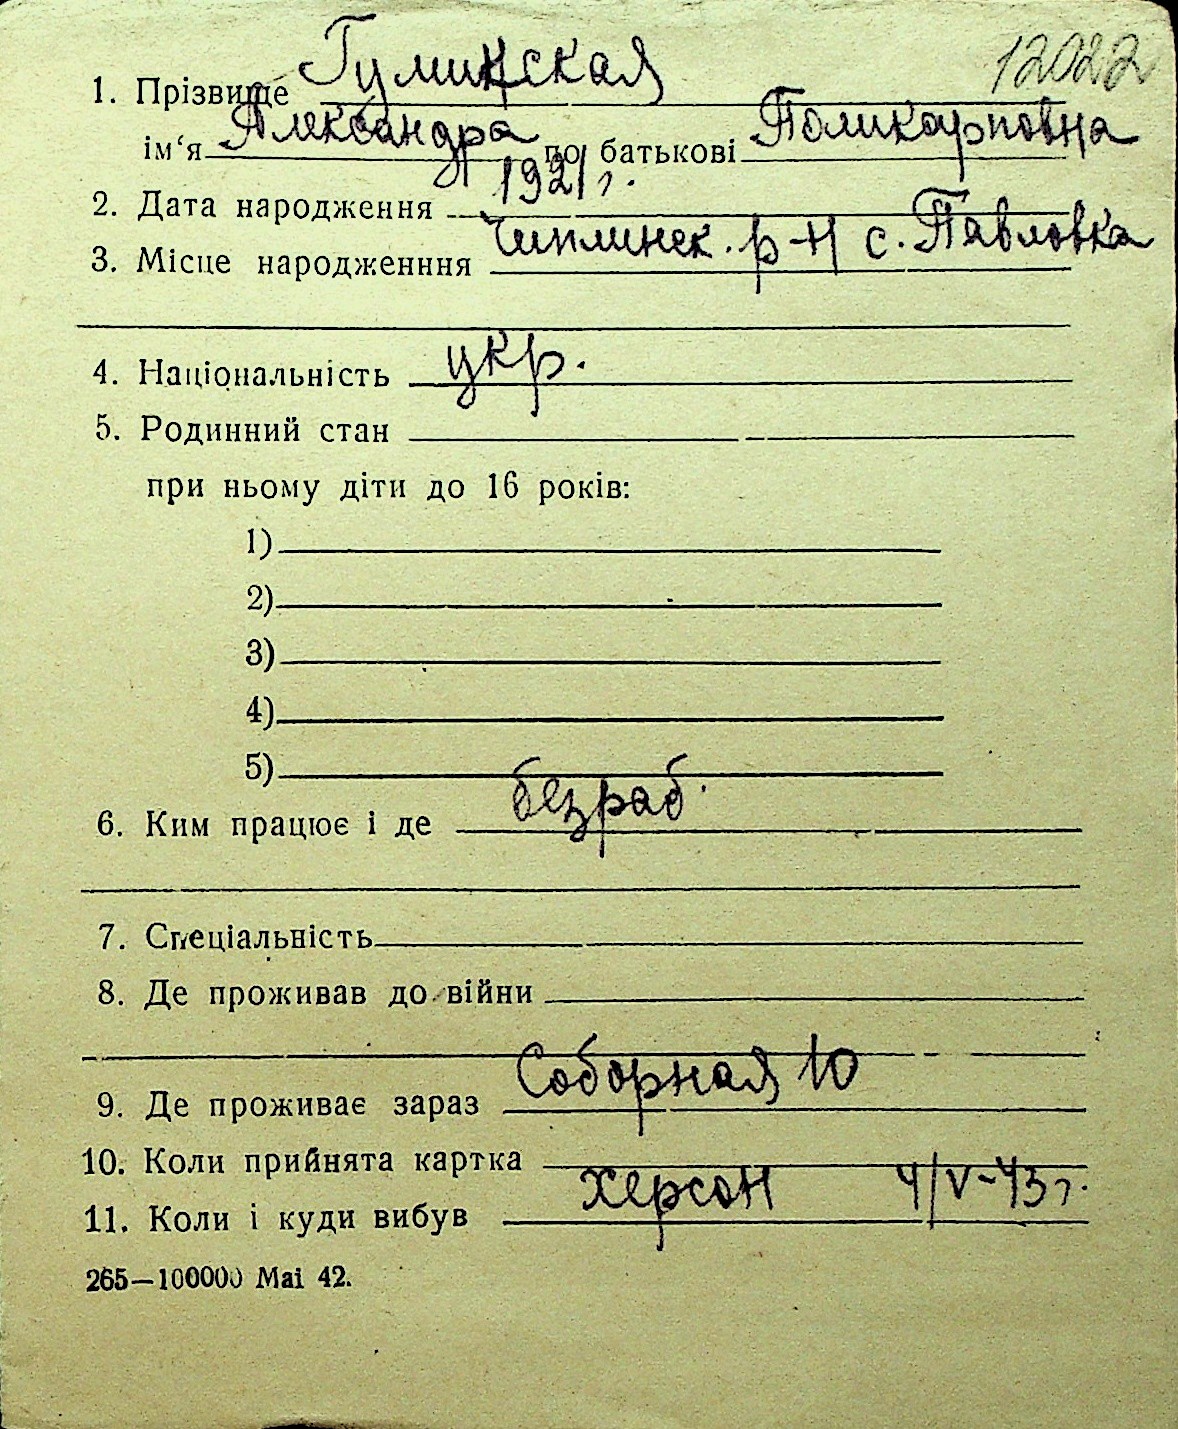 12022
1. Прізвище Гуминская
ім‘я Александра по батькові Поликарповна
2. Дата народження 1921 г.
3. Місце народженння Чиплинск. р-н с. Павловка
4. Національність укр.
5. Родинний стан
при ньому діти до 16 років:
1)
2)
3)
4)
5)
6. Ким працює і де безраб.
7. Спеціальність
8. Де проживав до війни
9. Де проживає зараз Соборная 10
10. Коли прийнята картка
11. Коли і куди вибув Херсон 4/V-43 г.
265—100000 Mai 42.